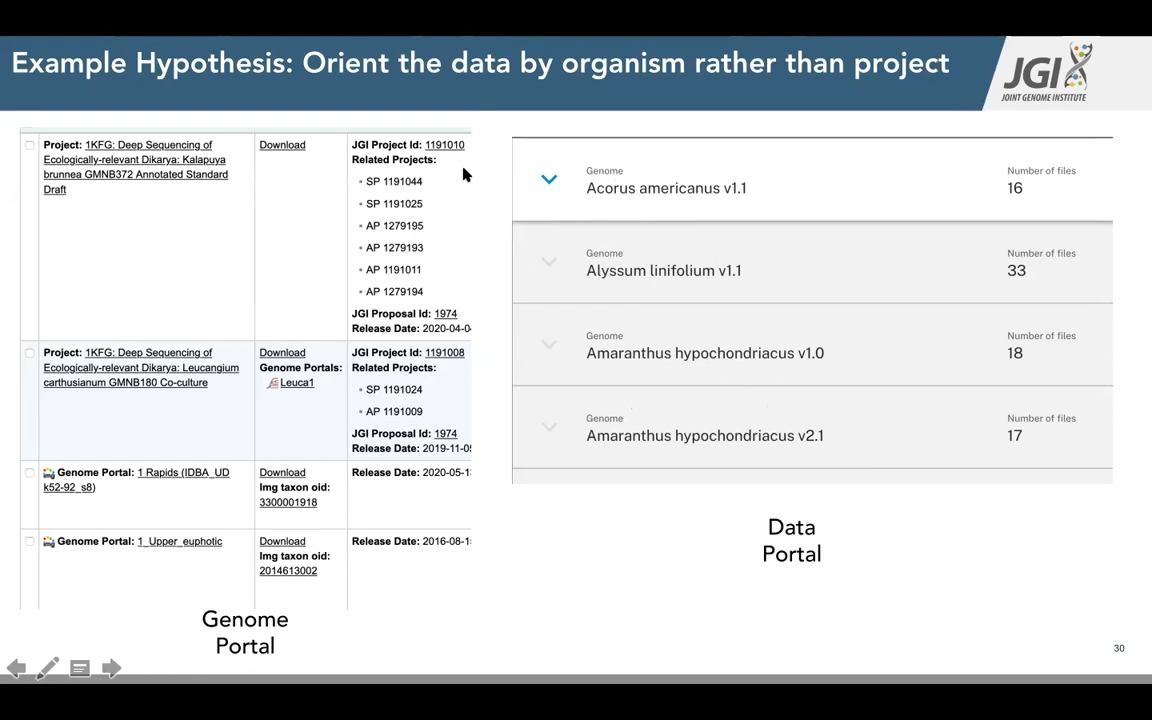 Example Hypothesis: Orient the data by organism rather than project
JGI
JOINT GENOME INSTITUTE
Project: 1KFG: Deep Sequencing of
Ecologically-relevant Dikarya: Kalapuya
brunnea GMNB372 Annotated Standard
Draft
Download
JGI Project Id: 1191010
Related Projects:
SP 1191044
SP 1191025
AP 1279195
AP 1279193
AP 1191011
AP 1279194
JGI Proposal Id: 1974
Release Date: 2020-04-0
Project: 1KFG: Deep Sequencing of
Ecologically-relevant Dikarya: Leucangium
carthusianum GMNB180 Co-culture
Download
Genome Portals:
Leuca1
JGI Project Id: 1191008
Related Projects:
SP 1191024
AP 1191009
JGI Proposal Id: 1974
Release Date: 2019-11-0
Genome Portal: 1 Rapids (IDBA_UD
k52-92_s8)
Download
Img taxon oid:
3300001918
Release Date: 2020-05-1
Genome Portal: 1_Upper_euphotic
Download
Img taxon oid:
2014613002
Release Date: 2016-08-1
Genome
Portal
Genome
Acorus americanus v1.1
Number of files
16
Genome
Alyssum linifolium v1.1
Number of files
33
Genome
Amaranthus hypochondriacus v1.0
Number of files
18
Genome
Amaranthus hypochondriacus v2.1
Number of files
17
Data
Portal
30